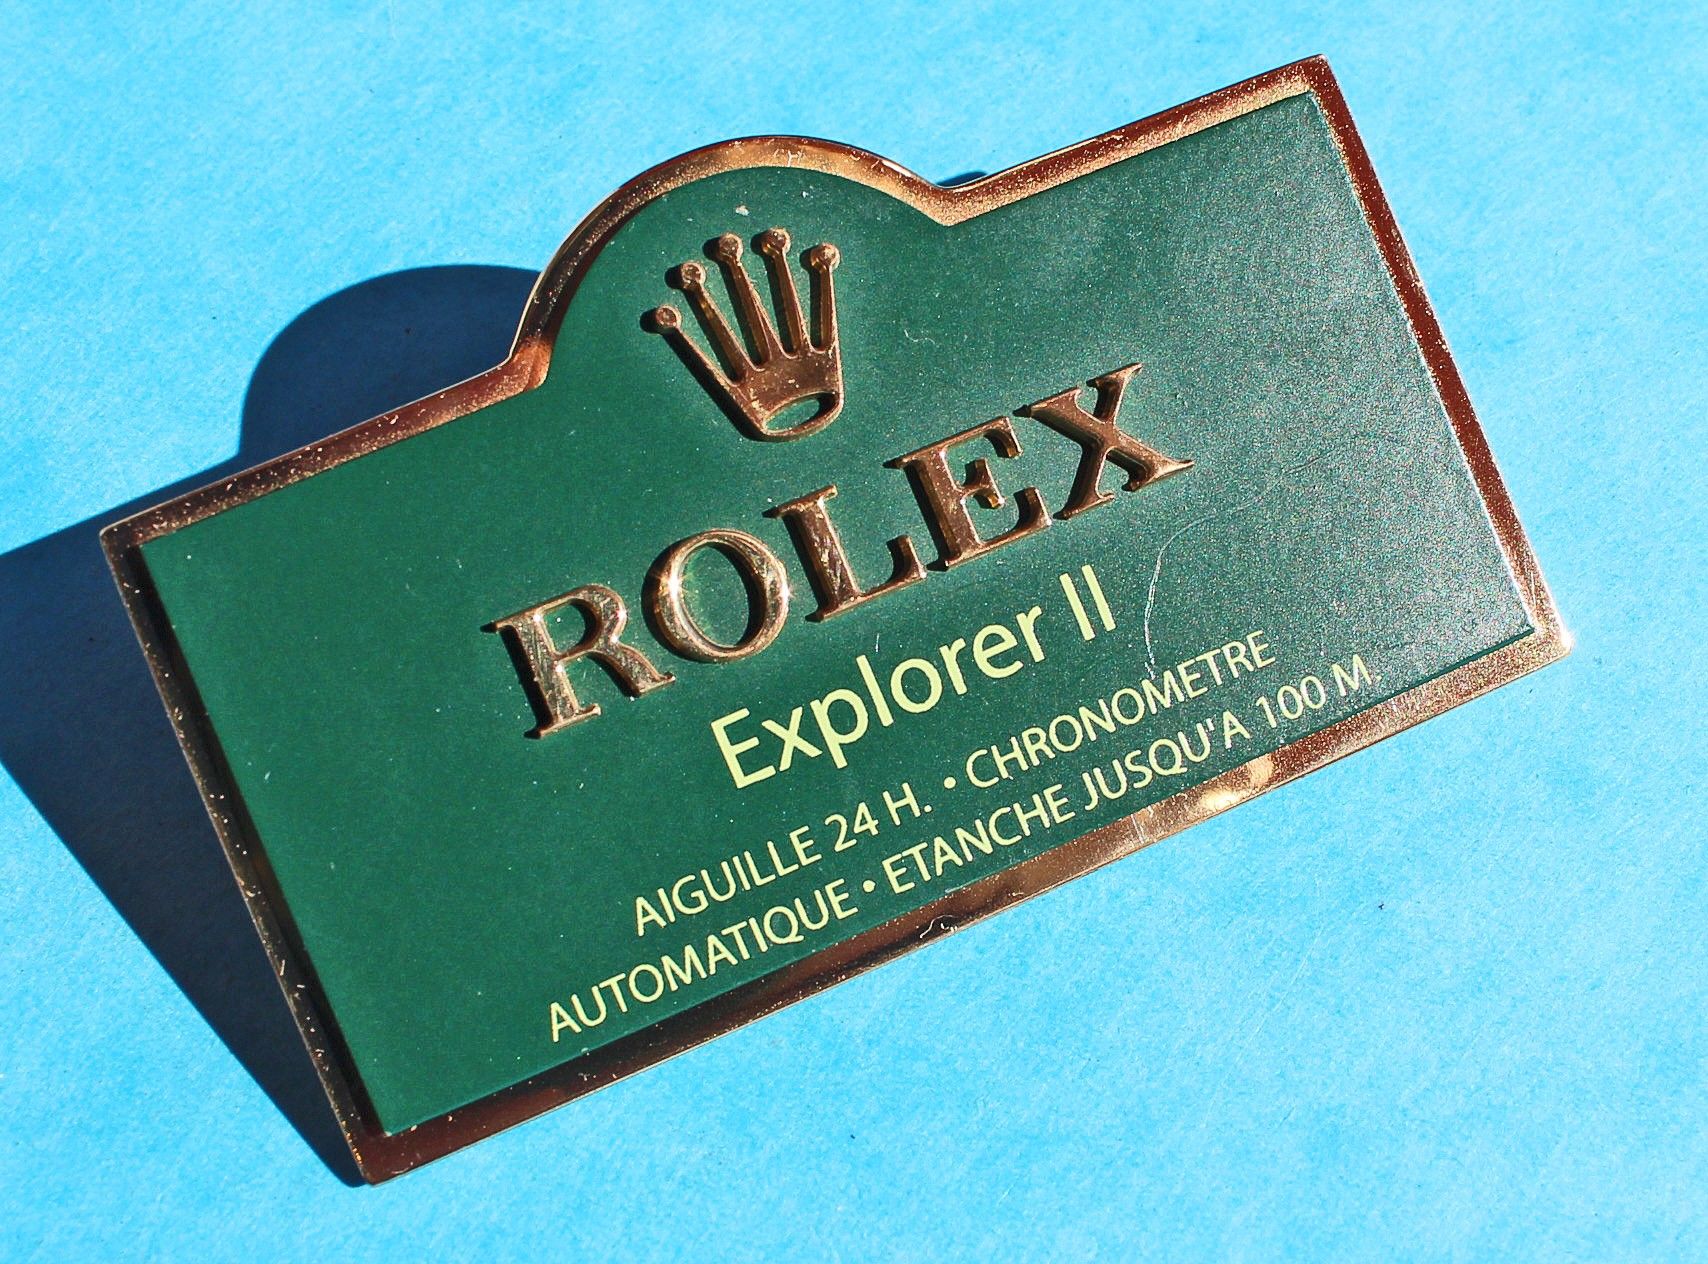 ROLEX
Explorer II
AIGUILLE 24 H. • CHRONOMETRE
AUTOMATIQUE • ETANCHE JUSQU'A 100 M.